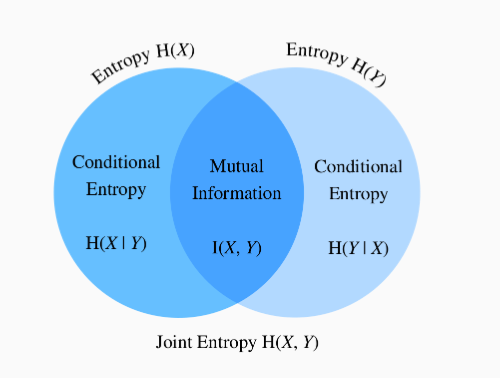 Entropy H(X)
Entropy H(Y)
Conditional
Entropy
H(X | Y)
Mutual
Information
I(X, Y)
Conditional
Entropy
H(Y | X)
Joint Entropy H(X, Y)